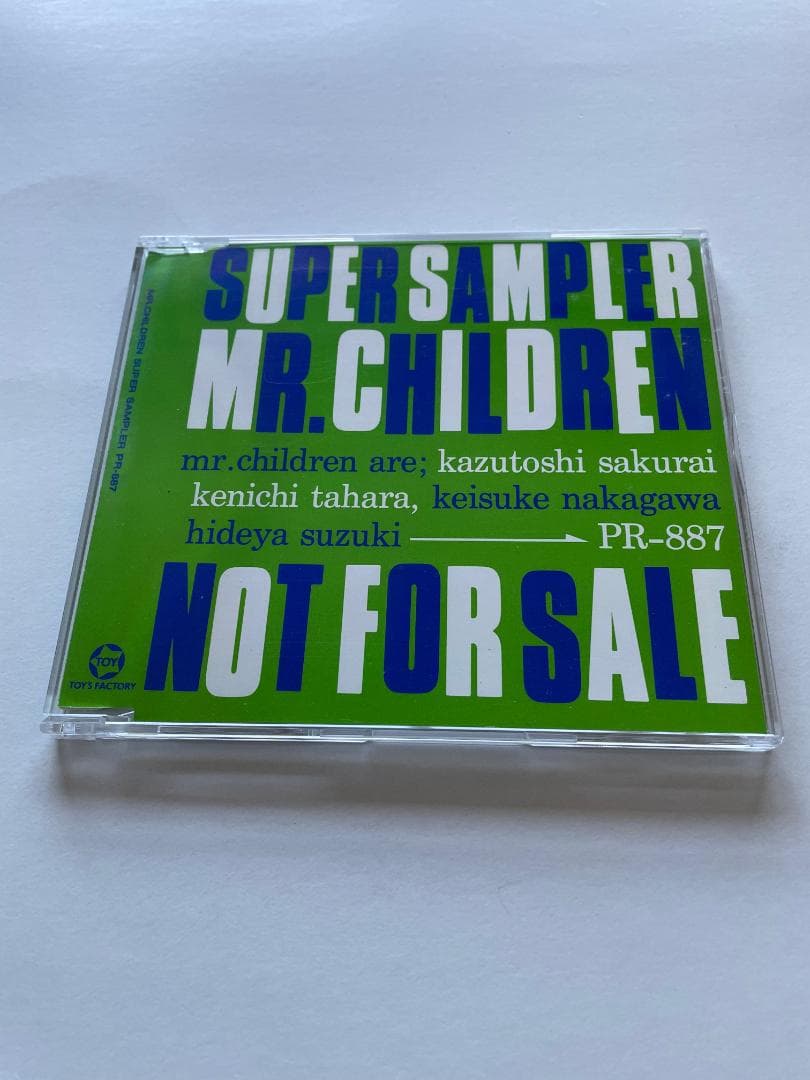 SUPER SAMPLER
MR.CHILDREN
mr.children are; kazutoshi sakurai
kenichi tahara, keisuke nakagawa
hideya suzuki PR-887
NOT FOR SALE
MR.CHILDREN SUPER SAMPLER PR-887
TOY
TOY'S FACTORY